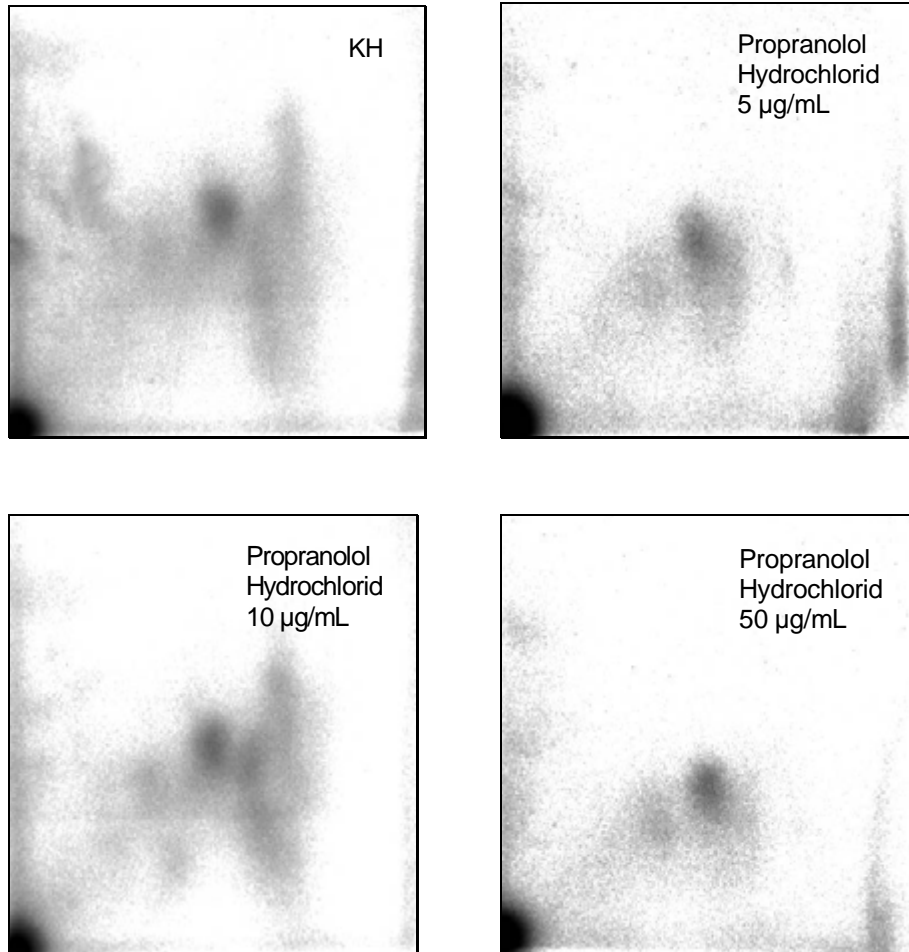 KH
Propranolol
Hydrochlorid
5 µg/mL
Propranolol
Hydrochlorid
10 µg/mL
Propranolol
Hydrochlorid
50 µg/mL